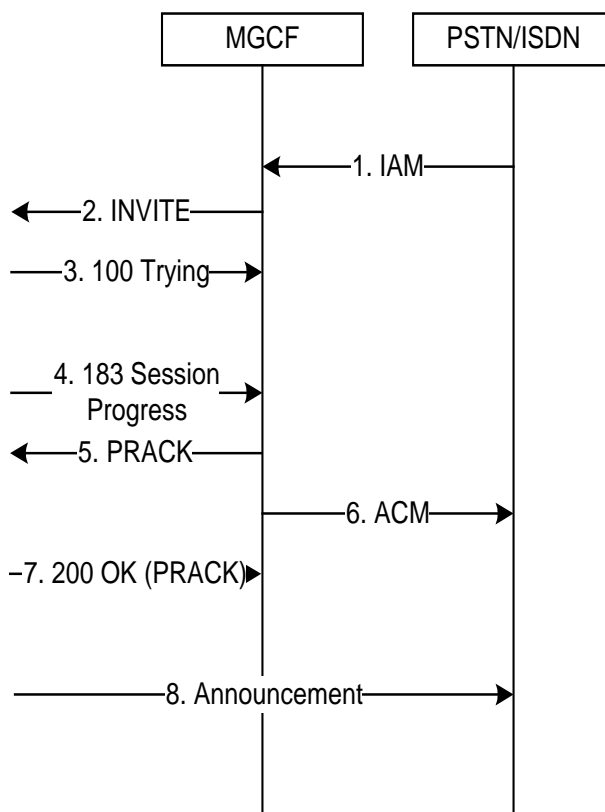 MGCF
PSTN/ISDN
1. IAM
2. INVITE
3. 100 Trying
4. 183 Session
Progress
5. PRACK
6. ACM
7. 200 OK (PRACK)
8. Announcement